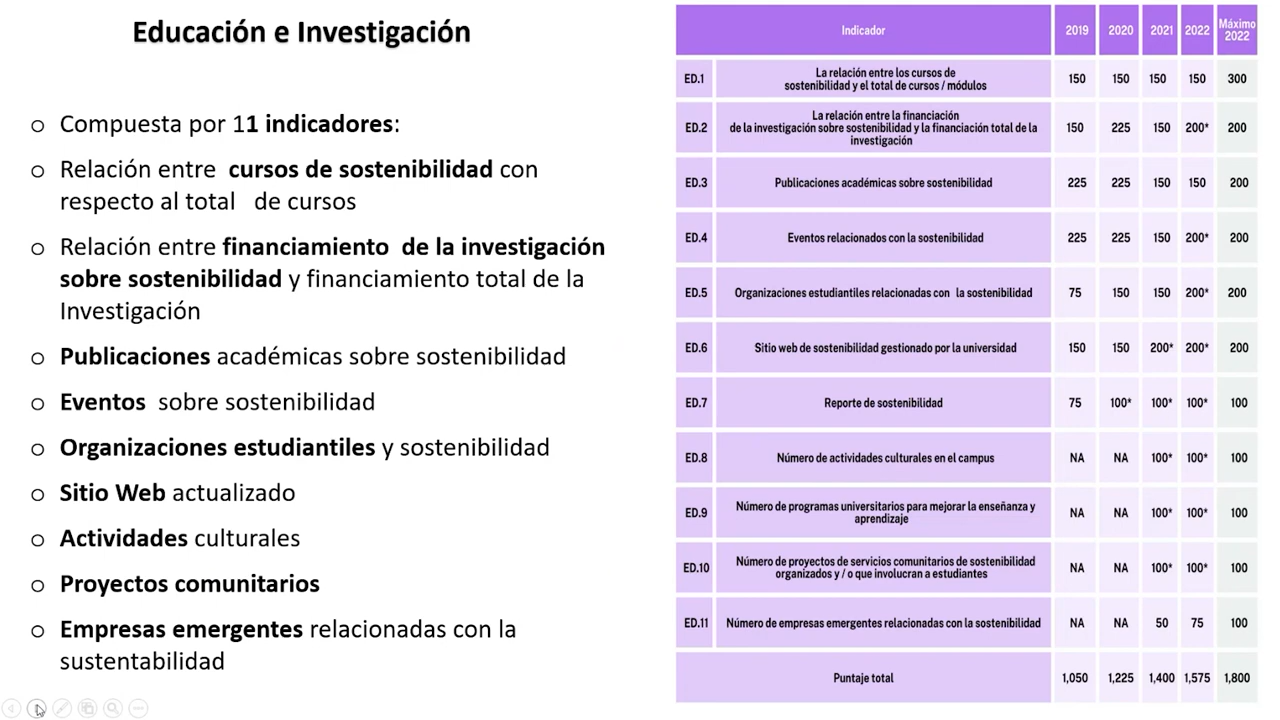 Educación e Investigación
o Compuesta por 11 indicadores:
o Relación entre cursos de sostenibilidad con
respecto al total de cursos
o Relación entre financiamiento de la investigación
sobre sostenibilidad y financiamiento total de la
Investigación
o Publicaciones académicas sobre sostenibilidad
o Eventos sobre sostenibilidad
o Organizaciones estudiantiles y sostenibilidad
o Sitio Web actualizado
o Actividades culturales
o Proyectos comunitarios
o Empresas emergentes relacionadas con la
sustentabilidad
Indicador 2019 2020 2021 2022 Máximo
2022
ED.1 La relación entre los cursos de
sostenibilidad y el total de cursos / módulos 150 150 150 150 300
ED.2 La relación entre la financiación
de la investigación sobre sostenibilidad y la financiación total de la
investigación 150 225 150 200* 200
ED.3 Publicaciones académicas sobre sostenibilidad 225 225 150 150 200
ED.4 Eventos relacionados con la sostenibilidad 225 225 150 200* 200
ED.5 Organizaciones estudiantiles relacionadas con la sostenibilidad 75 150 150 200* 200
ED.6 Sitio web de sostenibilidad gestionado por la universidad 150 150 200* 200* 200
ED.7 Reporte de sostenibilidad 75 100* 100* 100* 100
ED.8 Número de actividades culturales en el campus NA NA 100* 100* 100
ED.9 Número de programas universitarios para mejorar la enseñanza y
aprendizaje NA NA 100* 100* 100
ED.10 Número de proyectos de servicios comunitarios de sostenibilidad
organizados y / o que involucran a estudiantes NA NA 100* 100* 100
ED.11 Número de empresas emergentes relacionadas con la sostenibilidad NA NA 50 75 100
Puntaje total 1,050 1,225 1,400 1,575 1,800